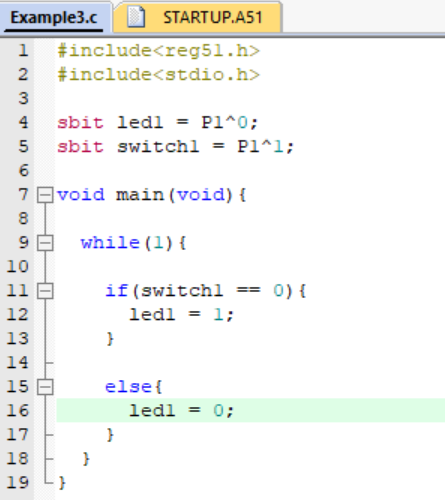 Example3.c STARTUP.A51
1 #include<reg51.h>
2 #include<stdio.h>
3
4 sbit led1 = P1^0;
5 sbit switch1 = P1^1;
6
7 void main(void){
8
9 while(1){
10
11 if(switch1 == 0){
12 led1 = 1;
13 }
14
15 else{
16 led1 = 0;
17 }
18 }
19 }